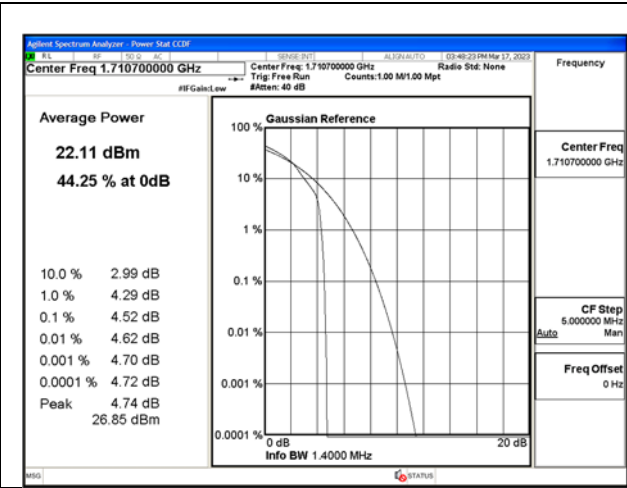 Agilent Spectrum Analyzer - Power Stat CCDF
RL RF 50 Ω AC SENSE:INT ALIGNAUTO 03:48:23 PM Mar 17, 2023
Center Freq 1.710700000 GHz
Center Freq: 1.710700000 GHz Radio Std: None
Trig: Free Run Counts:1.00 M/1.00 Mpt
#IFGain:Low #Atten: 40 dB
Frequency
Average Power
22.11 dBm
44.25 % at 0dB
10.0 % 2.99 dB
1.0 % 4.29 dB
0.1 % 4.52 dB
0.01 % 4.62 dB
0.001 % 4.70 dB
0.0001 % 4.72 dB
Peak 4.74 dB
26.85 dBm
Gaussian Reference
100 %
10 %
1 %
0.1 %
0.01 %
0.001 %
0.0001 %
0 dB 20 dB
Info BW 1.4000 MHz
Center Freq
1.710700000 GHz
CF Step
5.000000 MHz
Auto Man
Freq Offset
0 Hz
MSG STATUS